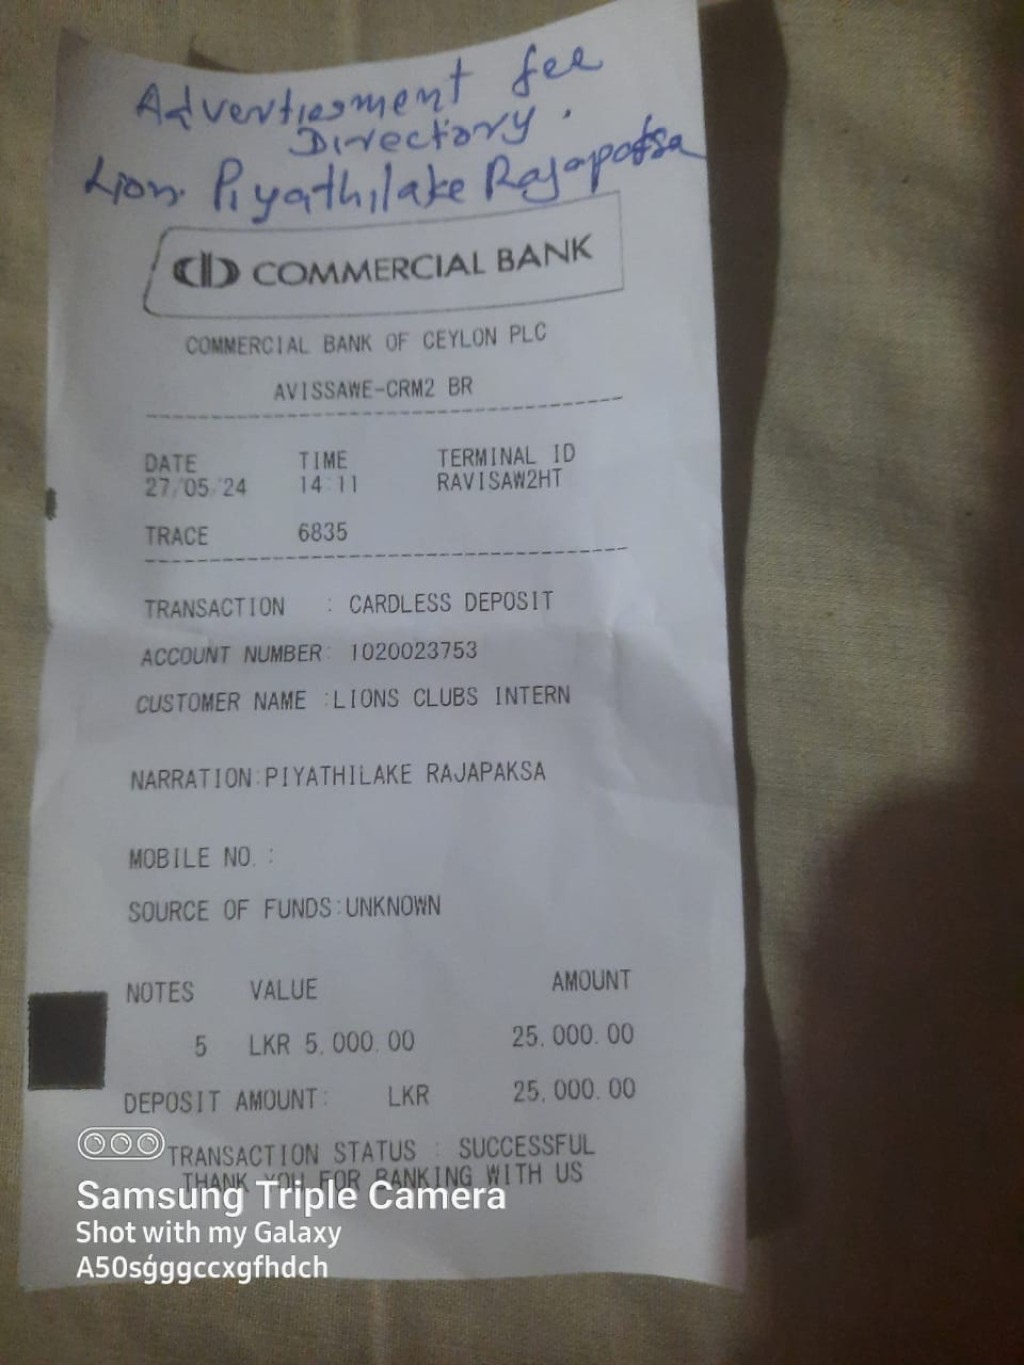 Advertiesment fee
Directory.
Lion. Piyathilake Rajapaksa
COMMERCIAL BANK
COMMERCIAL BANK OF CEYLON PLC
AVISSAWE-CRM2 BR
DATE TIME TERMINAL ID
27/05/24 14:11 RAVISAW2HT
TRACE 6835
TRANSACTION : CARDLESS DEPOSIT
ACCOUNT NUMBER: 1020023753
CUSTOMER NAME :LIONS CLUBS INTERN
NARRATION:PIYATHILAKE RAJAPAKSA
MOBILE NO. :
SOURCE OF FUNDS:UNKNOWN
NOTES VALUE AMOUNT
5 LKR 5,000.00 25,000.00
DEPOSIT AMOUNT: LKR 25,000.00
TRANSACTION STATUS : SUCCESSFUL
THANK YOU FOR BANKING WITH US
Samsung Triple Camera
Shot with my Galaxy
A50sģggccxgfhdch